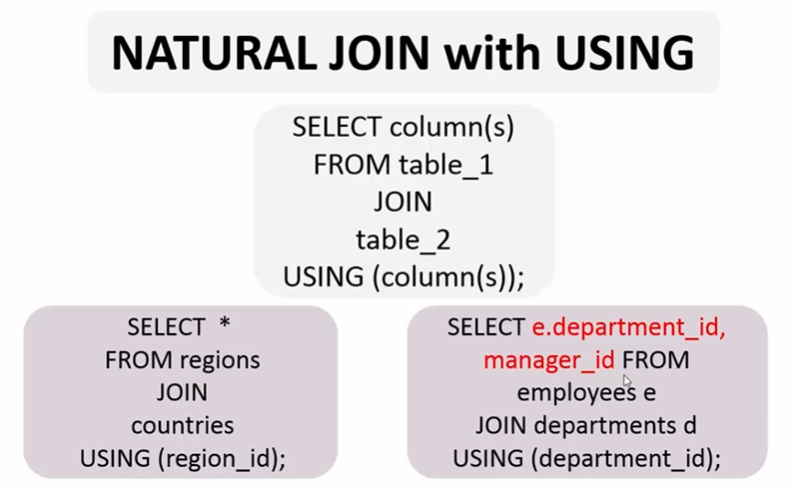 NATURAL JOIN with USING
SELECT column(s)
FROM table_1
JOIN
table_2
USING (column(s));
SELECT *
FROM regions
JOIN
countries
USING (region_id);
SELECT e.department_id,
manager_id FROM
employees e
JOIN departments d
USING (department_id);